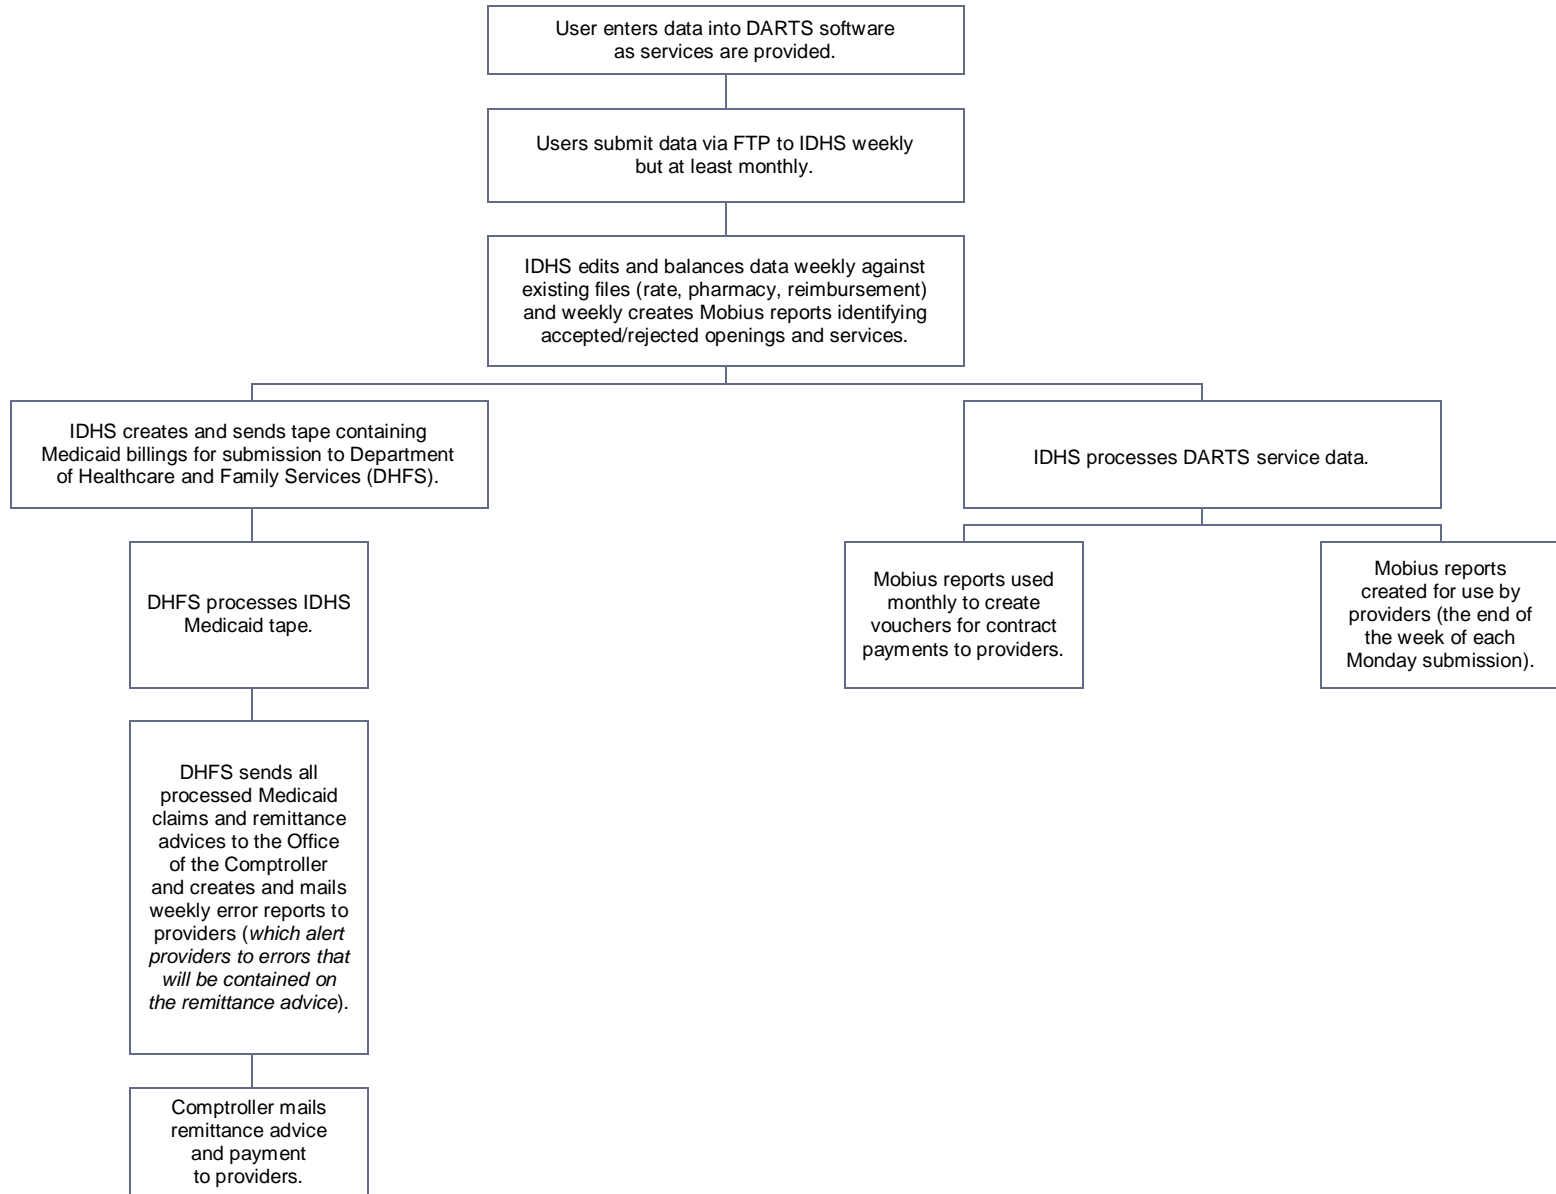 User enters data into DARTS software
as services are provided.
Users submit data via FTP to IDHS weekly
but at least monthly.
IDHS edits and balances data weekly against
existing files (rate, pharmacy, reimbursement)
and weekly creates Mobius reports identifying
accepted/rejected openings and services.
IDHS creates and sends tape containing
Medicaid billings for submission to Department
of Healthcare and Family Services (DHFS).
DHFS processes IDHS
Medicaid tape.
DHFS sends all
processed Medicaid
claims and remittance
advices to the Office
of the Comptroller
and creates and mails
weekly error reports to
providers (which alert
providers to errors that
will be contained on
the remittance advice).
Comptroller mails
remittance advice
and payment
to providers.
IDHS processes DARTS service data.
Mobius reports used
monthly to create
vouchers for contract
payments to providers.
Mobius reports
created for use by
providers (the end of
the week of each
Monday submission).